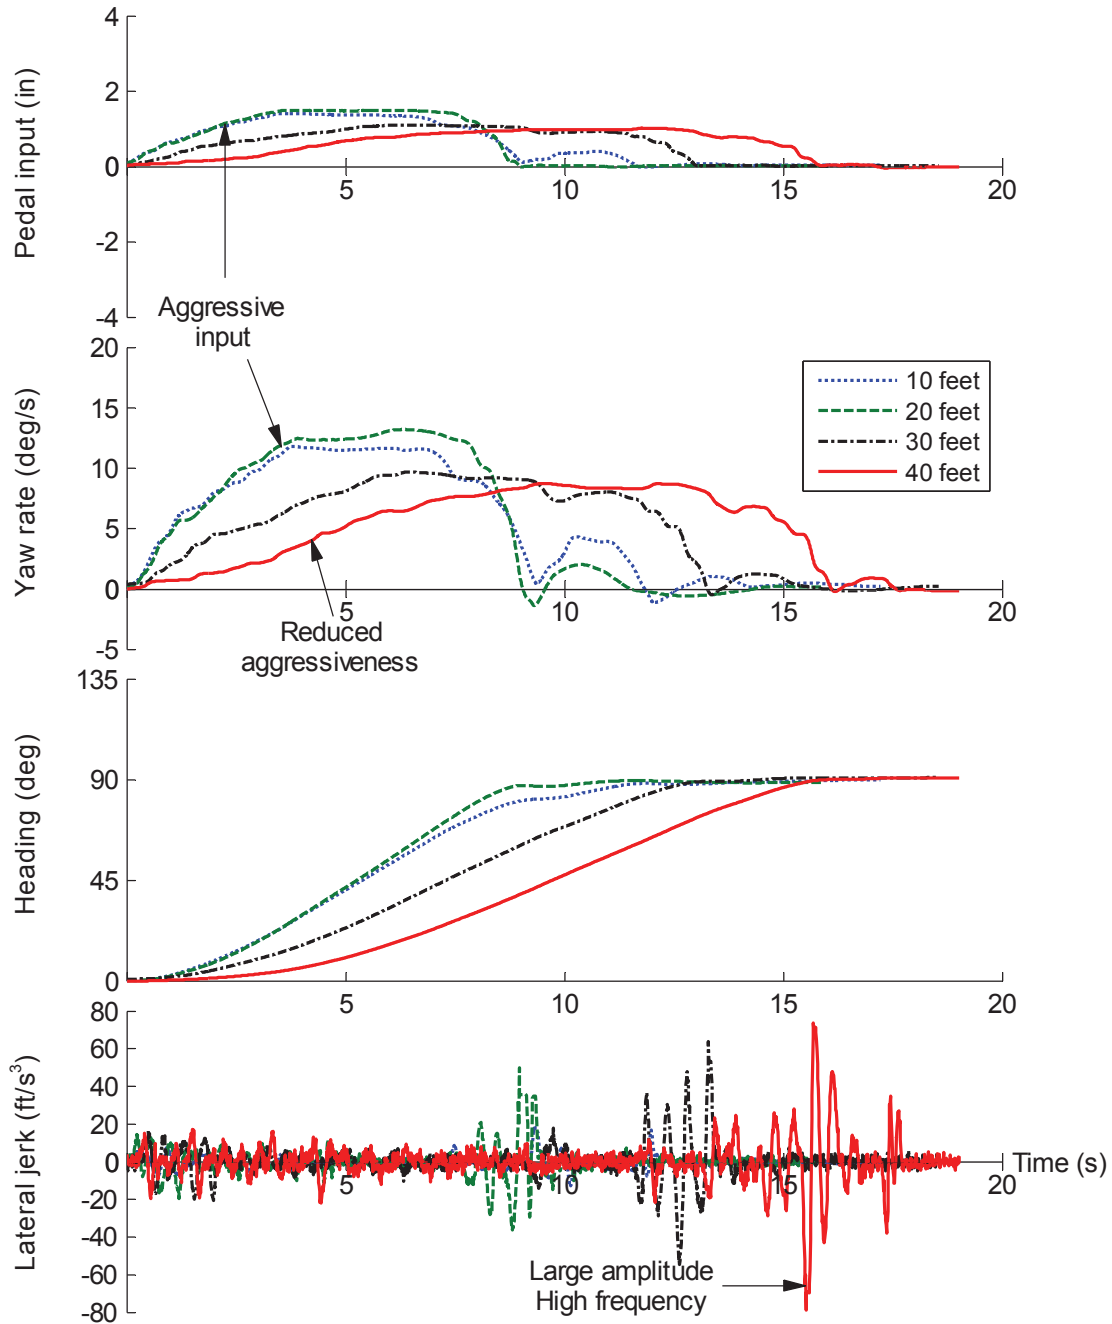 4
2
0
-2
-4
Pedal input (in)
5
10
15
20
Aggressive
input
20
15
10
5
0
-5
Yaw rate (deg/s)
5
10
15
20
10 feet
20 feet
30 feet
40 feet
Reduced
aggressiveness
135
90
45
0
Heading (deg)
5
10
15
20
80
60
40
20
0
-20
-40
-60
-80
Lateral jerk (ft/s³)
5
10
15
20
Time (s)
Large amplitude
High frequency